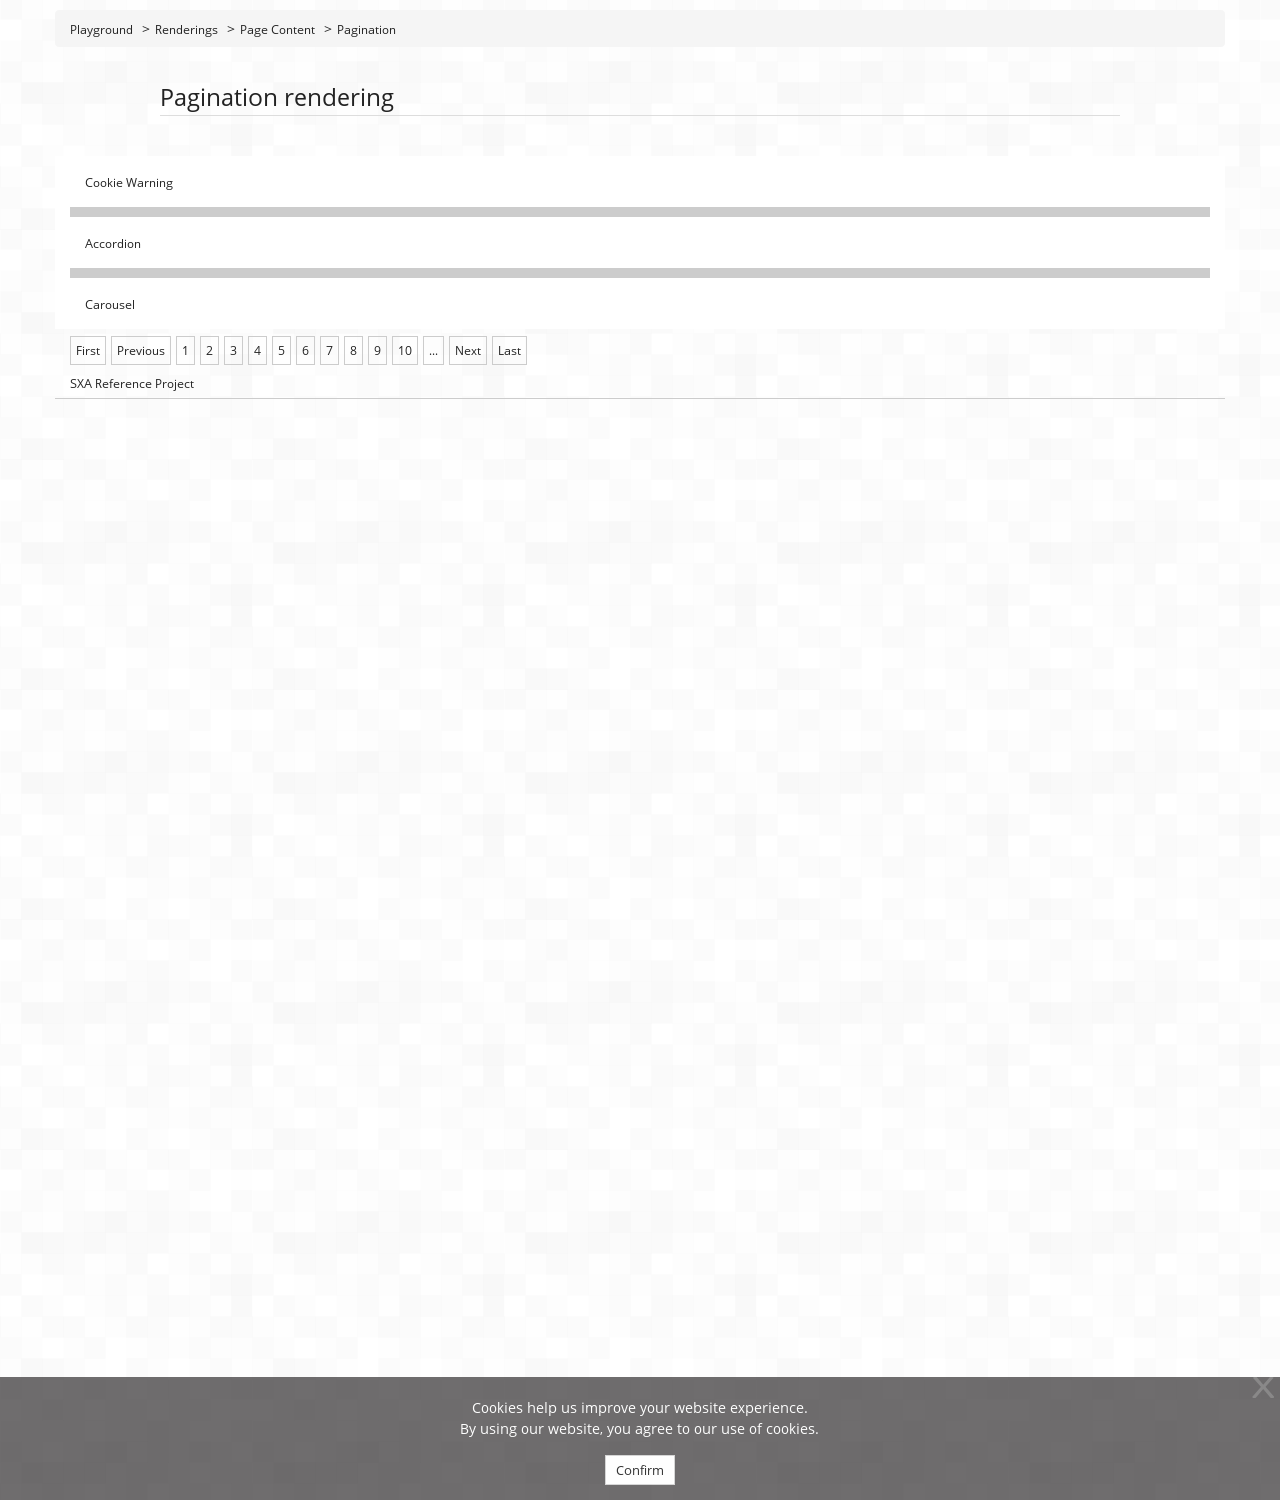 Playground > Renderings > Page Content > Pagination
Pagination rendering
Cookie Warning
Accordion
Carousel
First Previous 1 2 3 4 5 6 7 8 9 10 ... Next Last
SXA Reference Project
X
Cookies help us improve your website experience.
By using our website, you agree to our use of cookies.
Confirm